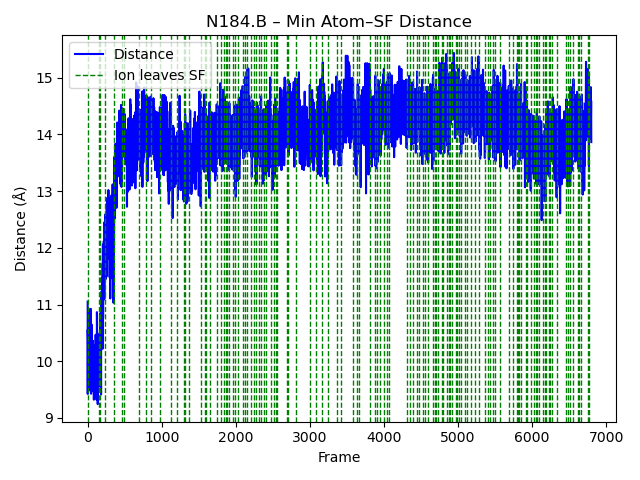 N184.B – Min Atom–SF Distance
Distance
Ion leaves SF
Distance (Å)
15
14
13
12
11
10
9
0 1000 2000 3000 4000 5000 6000 7000
Frame